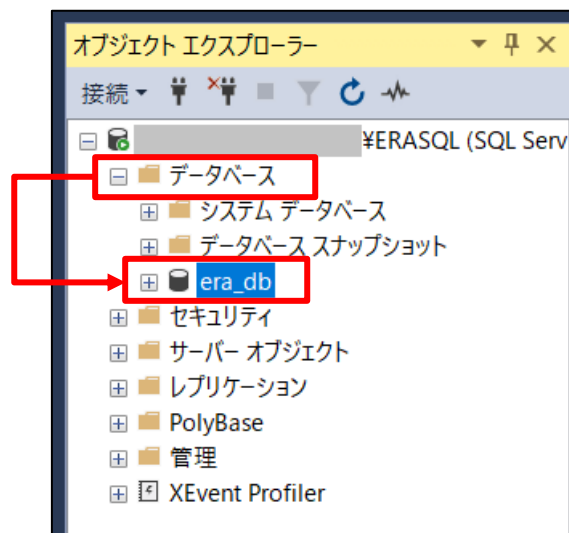 オブジェクト エクスプローラー
接続
¥ERASQL (SQL Serv
データベース
システム データベース
データベース スナップショット
era_db
セキュリティ
サーバー オブジェクト
レプリケーション
PolyBase
管理
XEvent Profiler